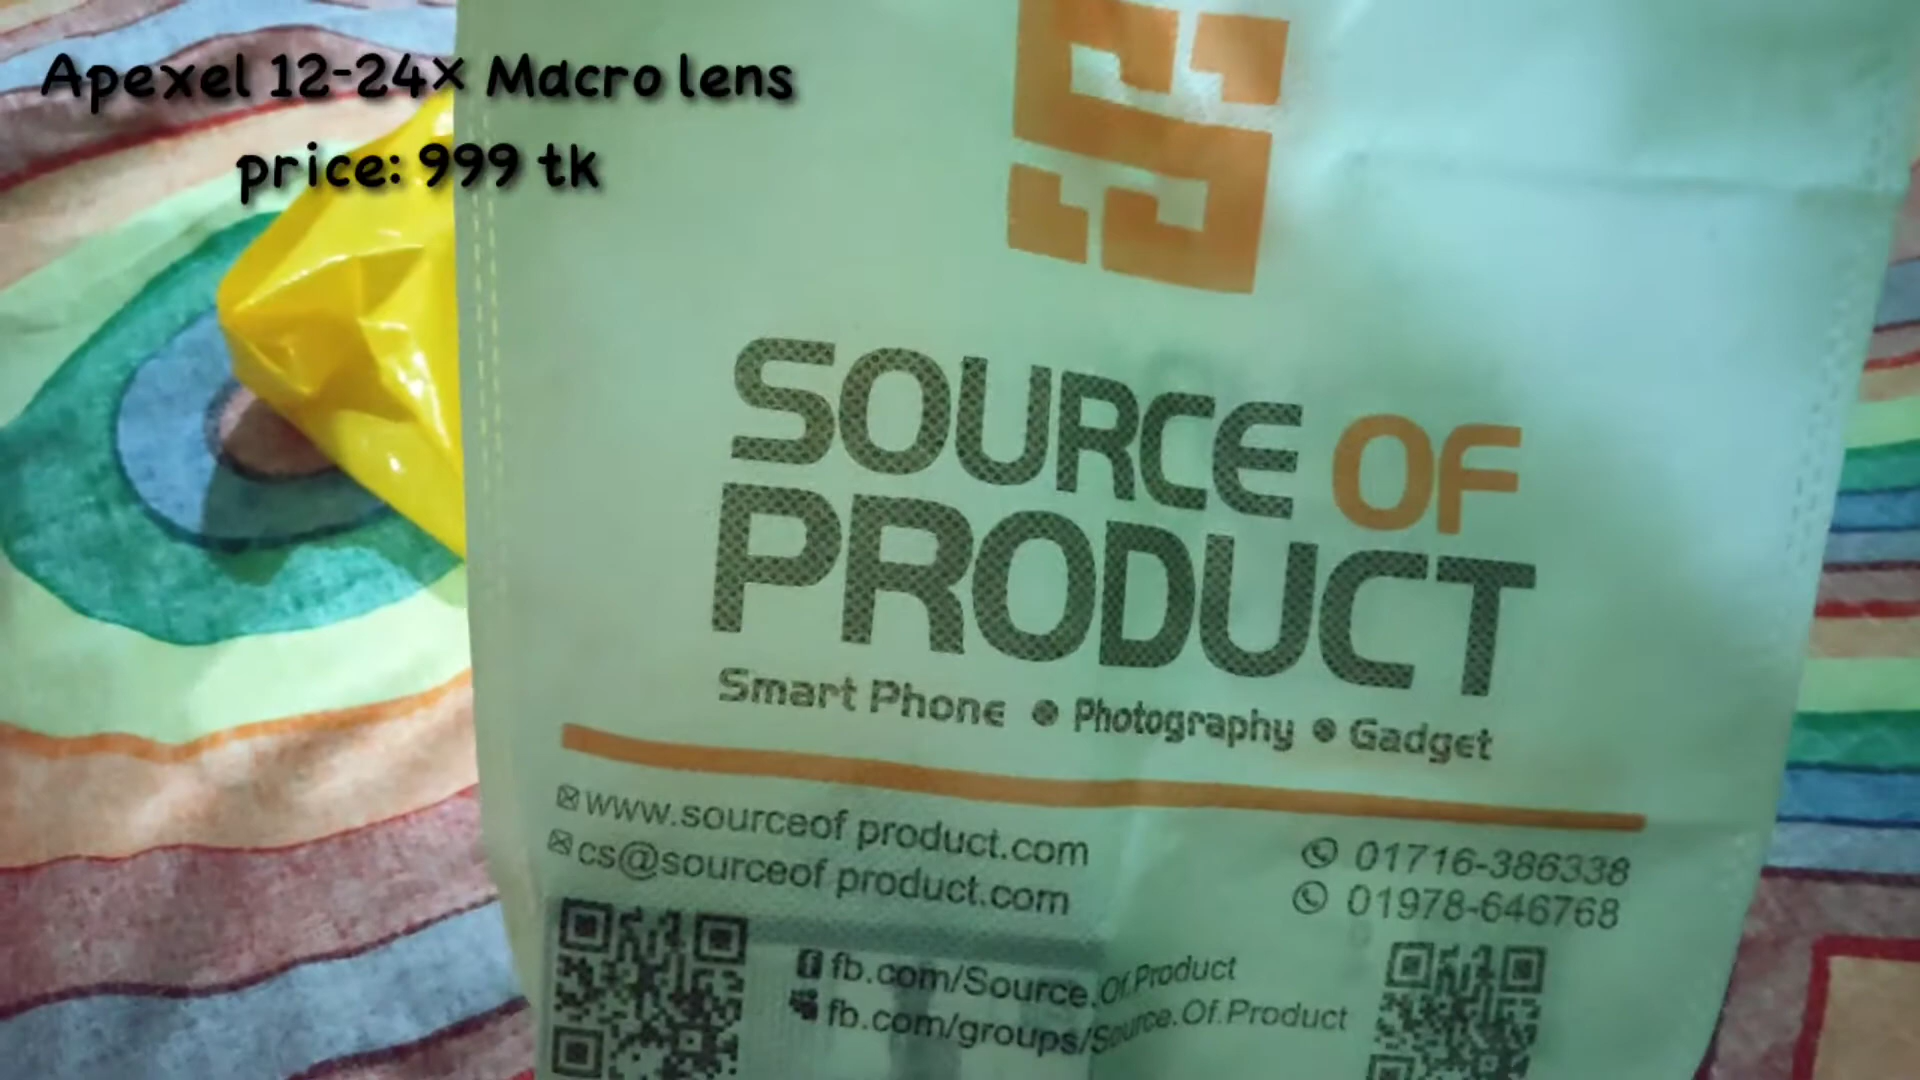 Apexel 12-24× Macro lens
price: 999 tk
SOURCE OF
PRODUCT
Smart Phone ● Photography ● Gadget
www.sourceof product.com
cs@sourceof product.com
01716-386338
01978-646768
fb.com/Source.Of.Product
fb.com/groups/Source.Of.Product